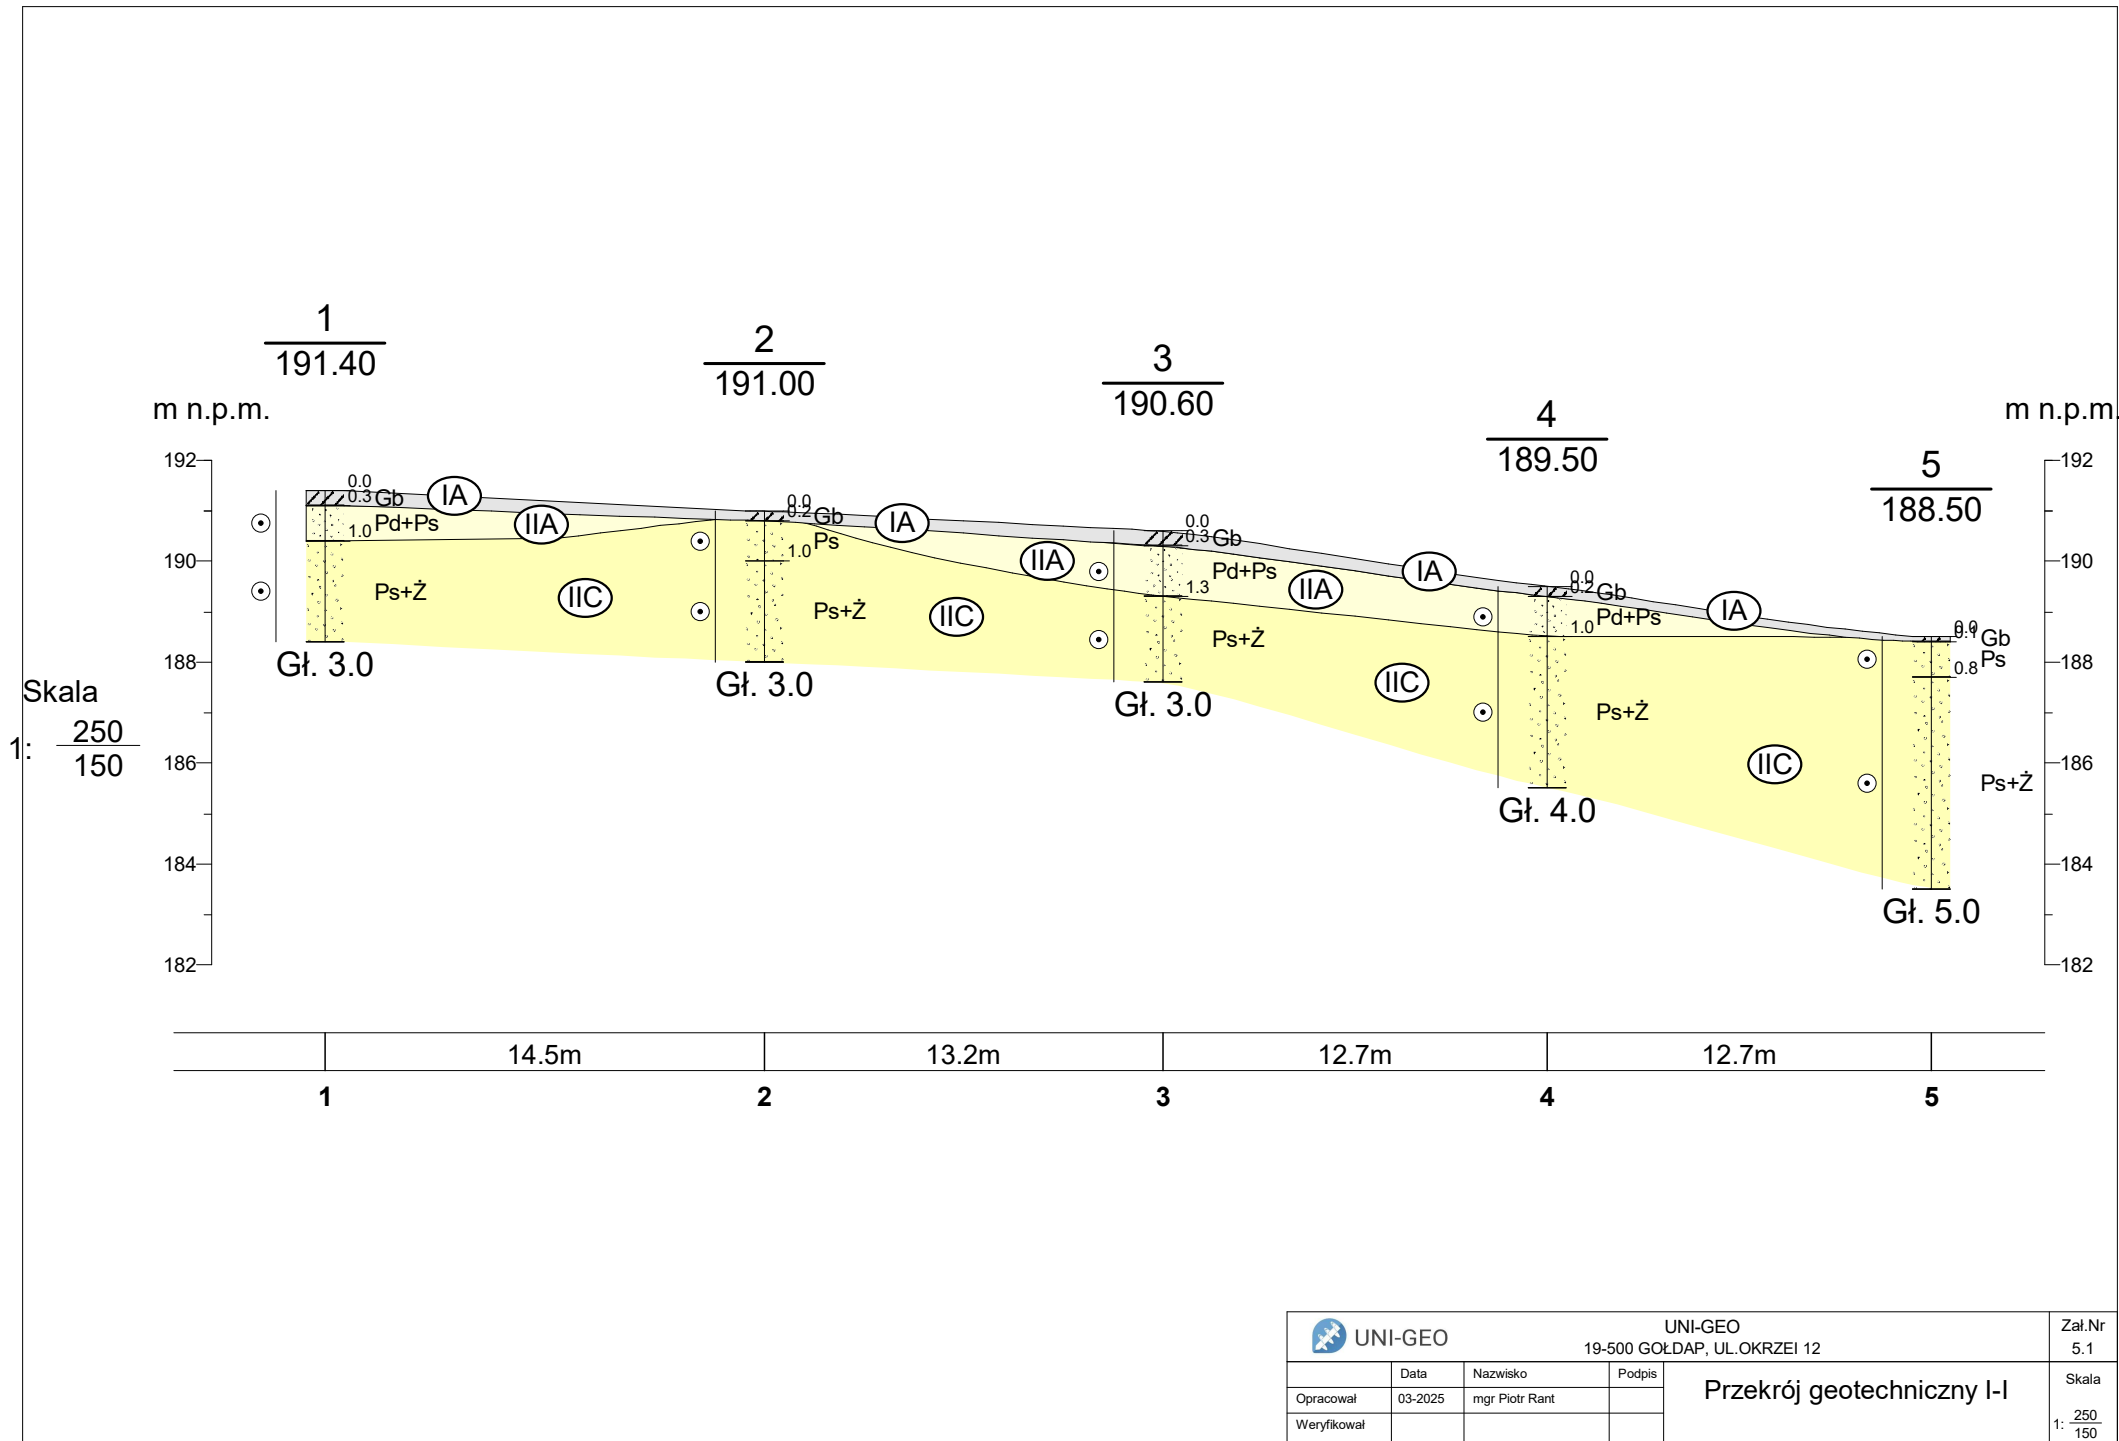 1
191.40
2
191.00
3
190.60
4
189.50
5
188.50
m n.p.m.
m n.p.m.
192
190
188
186
184
182
192
190
188
186
184
182
Skala
1: 250
150
0.0
0.3 Gb
Pd+Ps
1.0
Ps+Ż
Gł. 3.0
IA
IIA
IIC
0.0
0.2 Gb
Ps
1.0
Ps+Ż
Gł. 3.0
IA
IIA
IIC
0.0
0.3 Gb
Pd+Ps
1.3
Ps+Ż
Gł. 3.0
IA
IIA
IIC
0.0
0.2 Gb
Pd+Ps
1.0
Ps+Ż
Gł. 4.0
IA
IIC
0.0
0.1 Gb
Ps
0.8
Ps+Ż
Gł. 5.0
14.5m 13.2m 12.7m 12.7m
1 2 3 4 5
UNI-GEO
UNI-GEO
19-500 GOŁDAP, UL.OKRZEI 12
Zał.Nr
5.1
Data Nazwisko Podpis
Opracował 03-2025 mgr Piotr Rant
Weryfikował
Przekrój geotechniczny I-I
Skala
1: 250
150